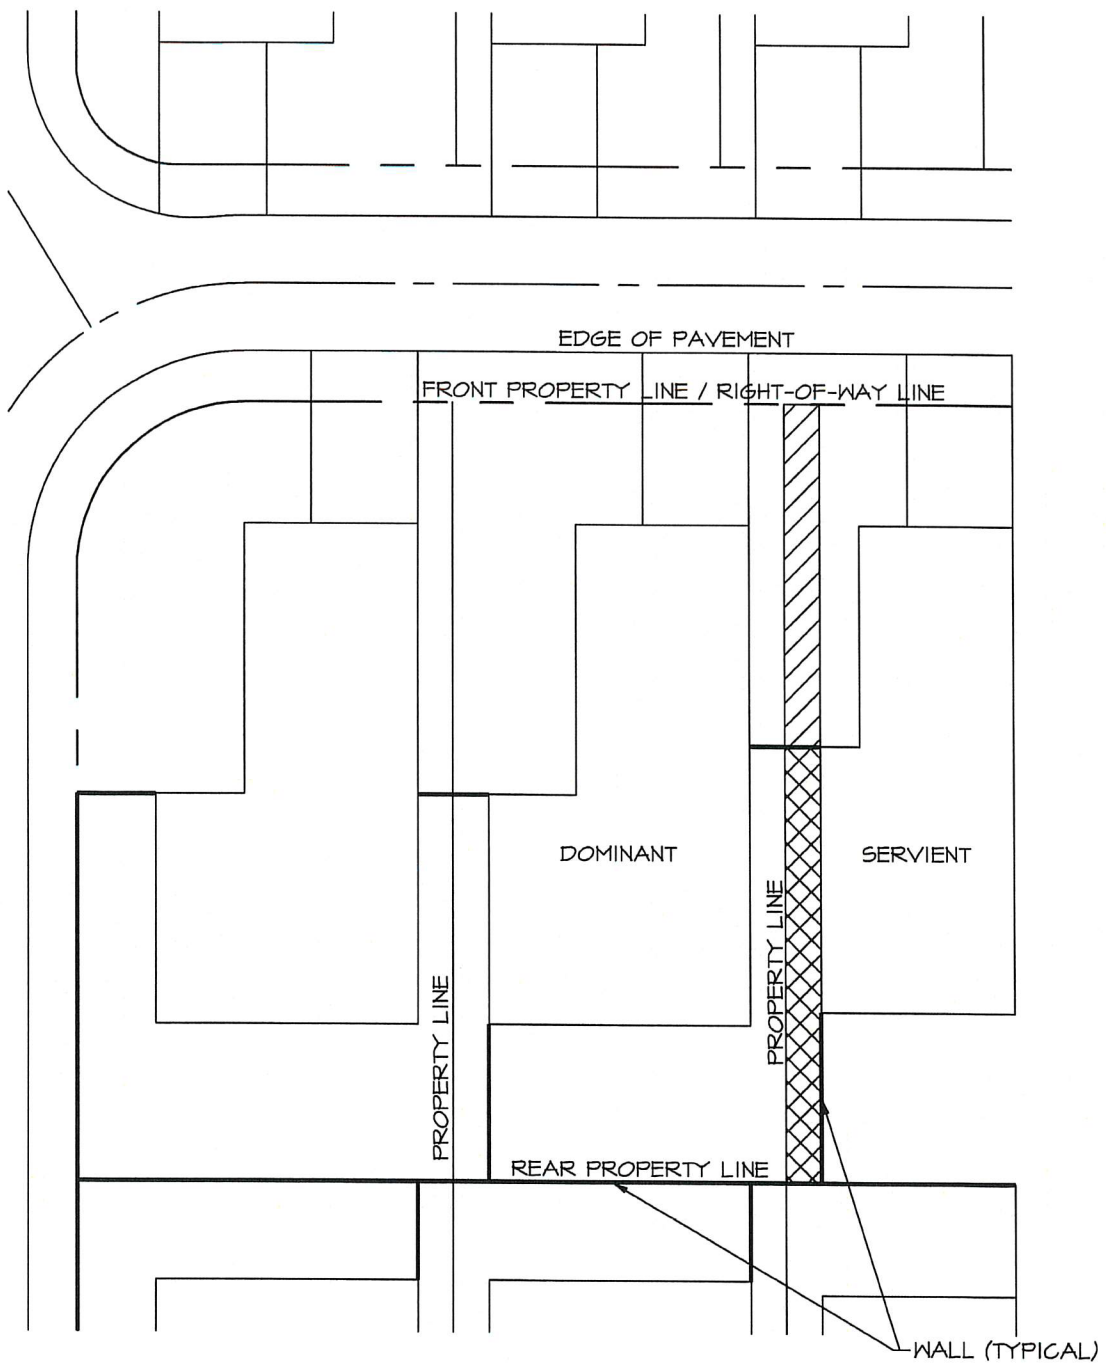 EDGE OF PAVEMENT
FRONT PROPERTY LINE / RIGHT-OF-WAY LINE
DOMINANT
SERVIENT
PROPERTY LINE
PROPERTY LINE
REAR PROPERTY LINE
WALL (TYPICAL)